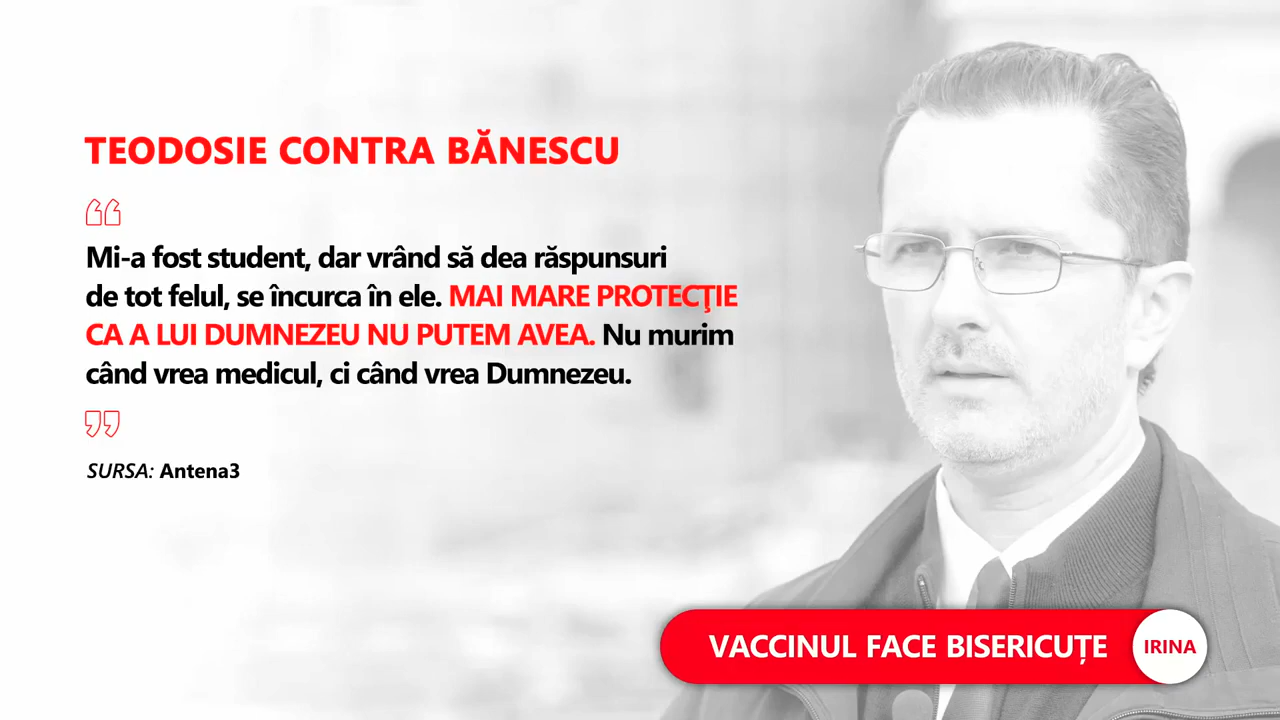 TEODOSIE CONTRA BĂNESCU
Mi-a fost student, dar vrând să dea răspunsuri
de tot felul, se încurca în ele. MAI MARE PROTECŢIE
CA A LUI DUMNEZEU NU PUTEM AVEA. Nu murim
când vrea medicul, ci când vrea Dumnezeu.
SURSA: Antena3
VACCINUL FACE BISERICUȚE IRINA